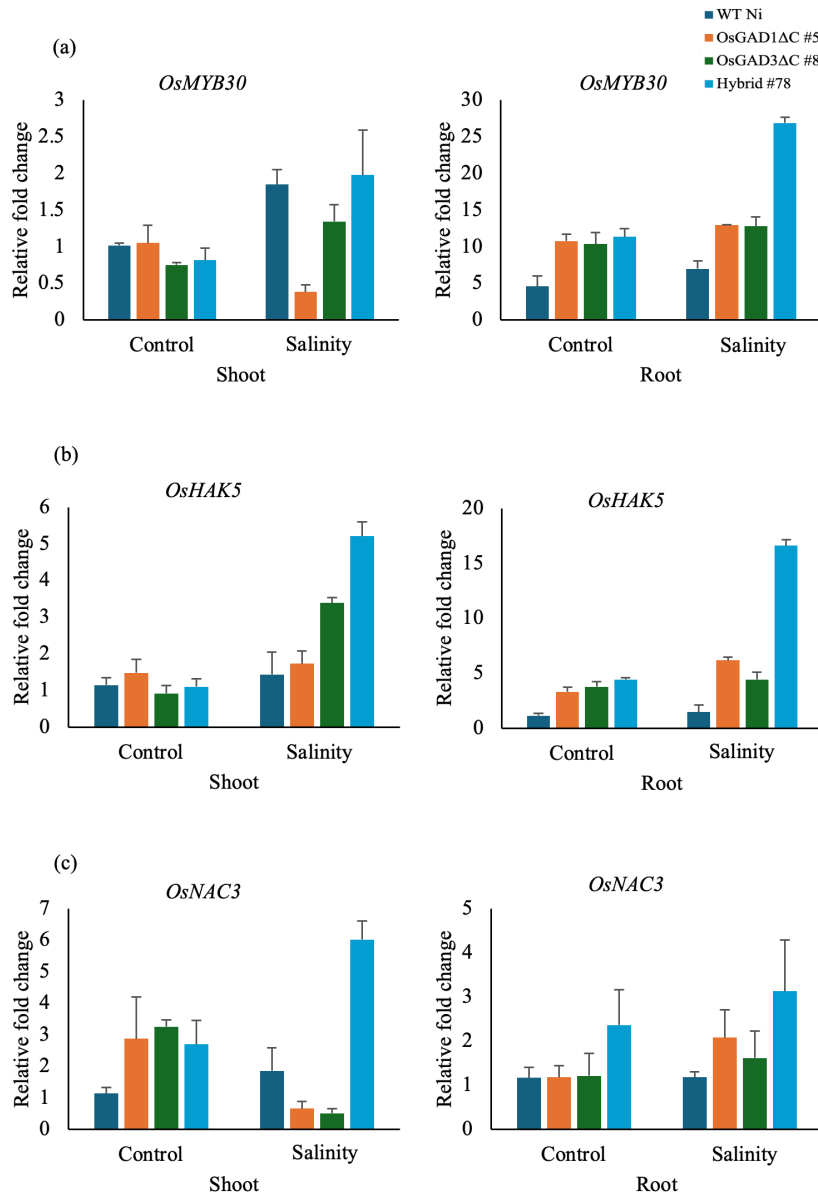 WT Ni
OsGAD1ΔC #5
OsGAD3ΔC #8
Hybrid #78
(a)
OsMYB30
Relative fold change
3
2.5
2
1.5
1
0.5
0
Control Salinity
Shoot
OsMYB30
Relative fold change
30
25
20
15
10
5
0
Control Salinity
Root
(b)
OsHAK5
Relative fold change
6
5
4
3
2
1
0
Control Salinity
Shoot
OsHAK5
Relative fold change
20
15
10
5
0
Control Salinity
Root
(c)
OsNAC3
Relative fold change
7
6
5
4
3
2
1
0
Control Salinity
Shoot
OsNAC3
Relative fold change
5
4
3
2
1
0
Control Salinity
Root